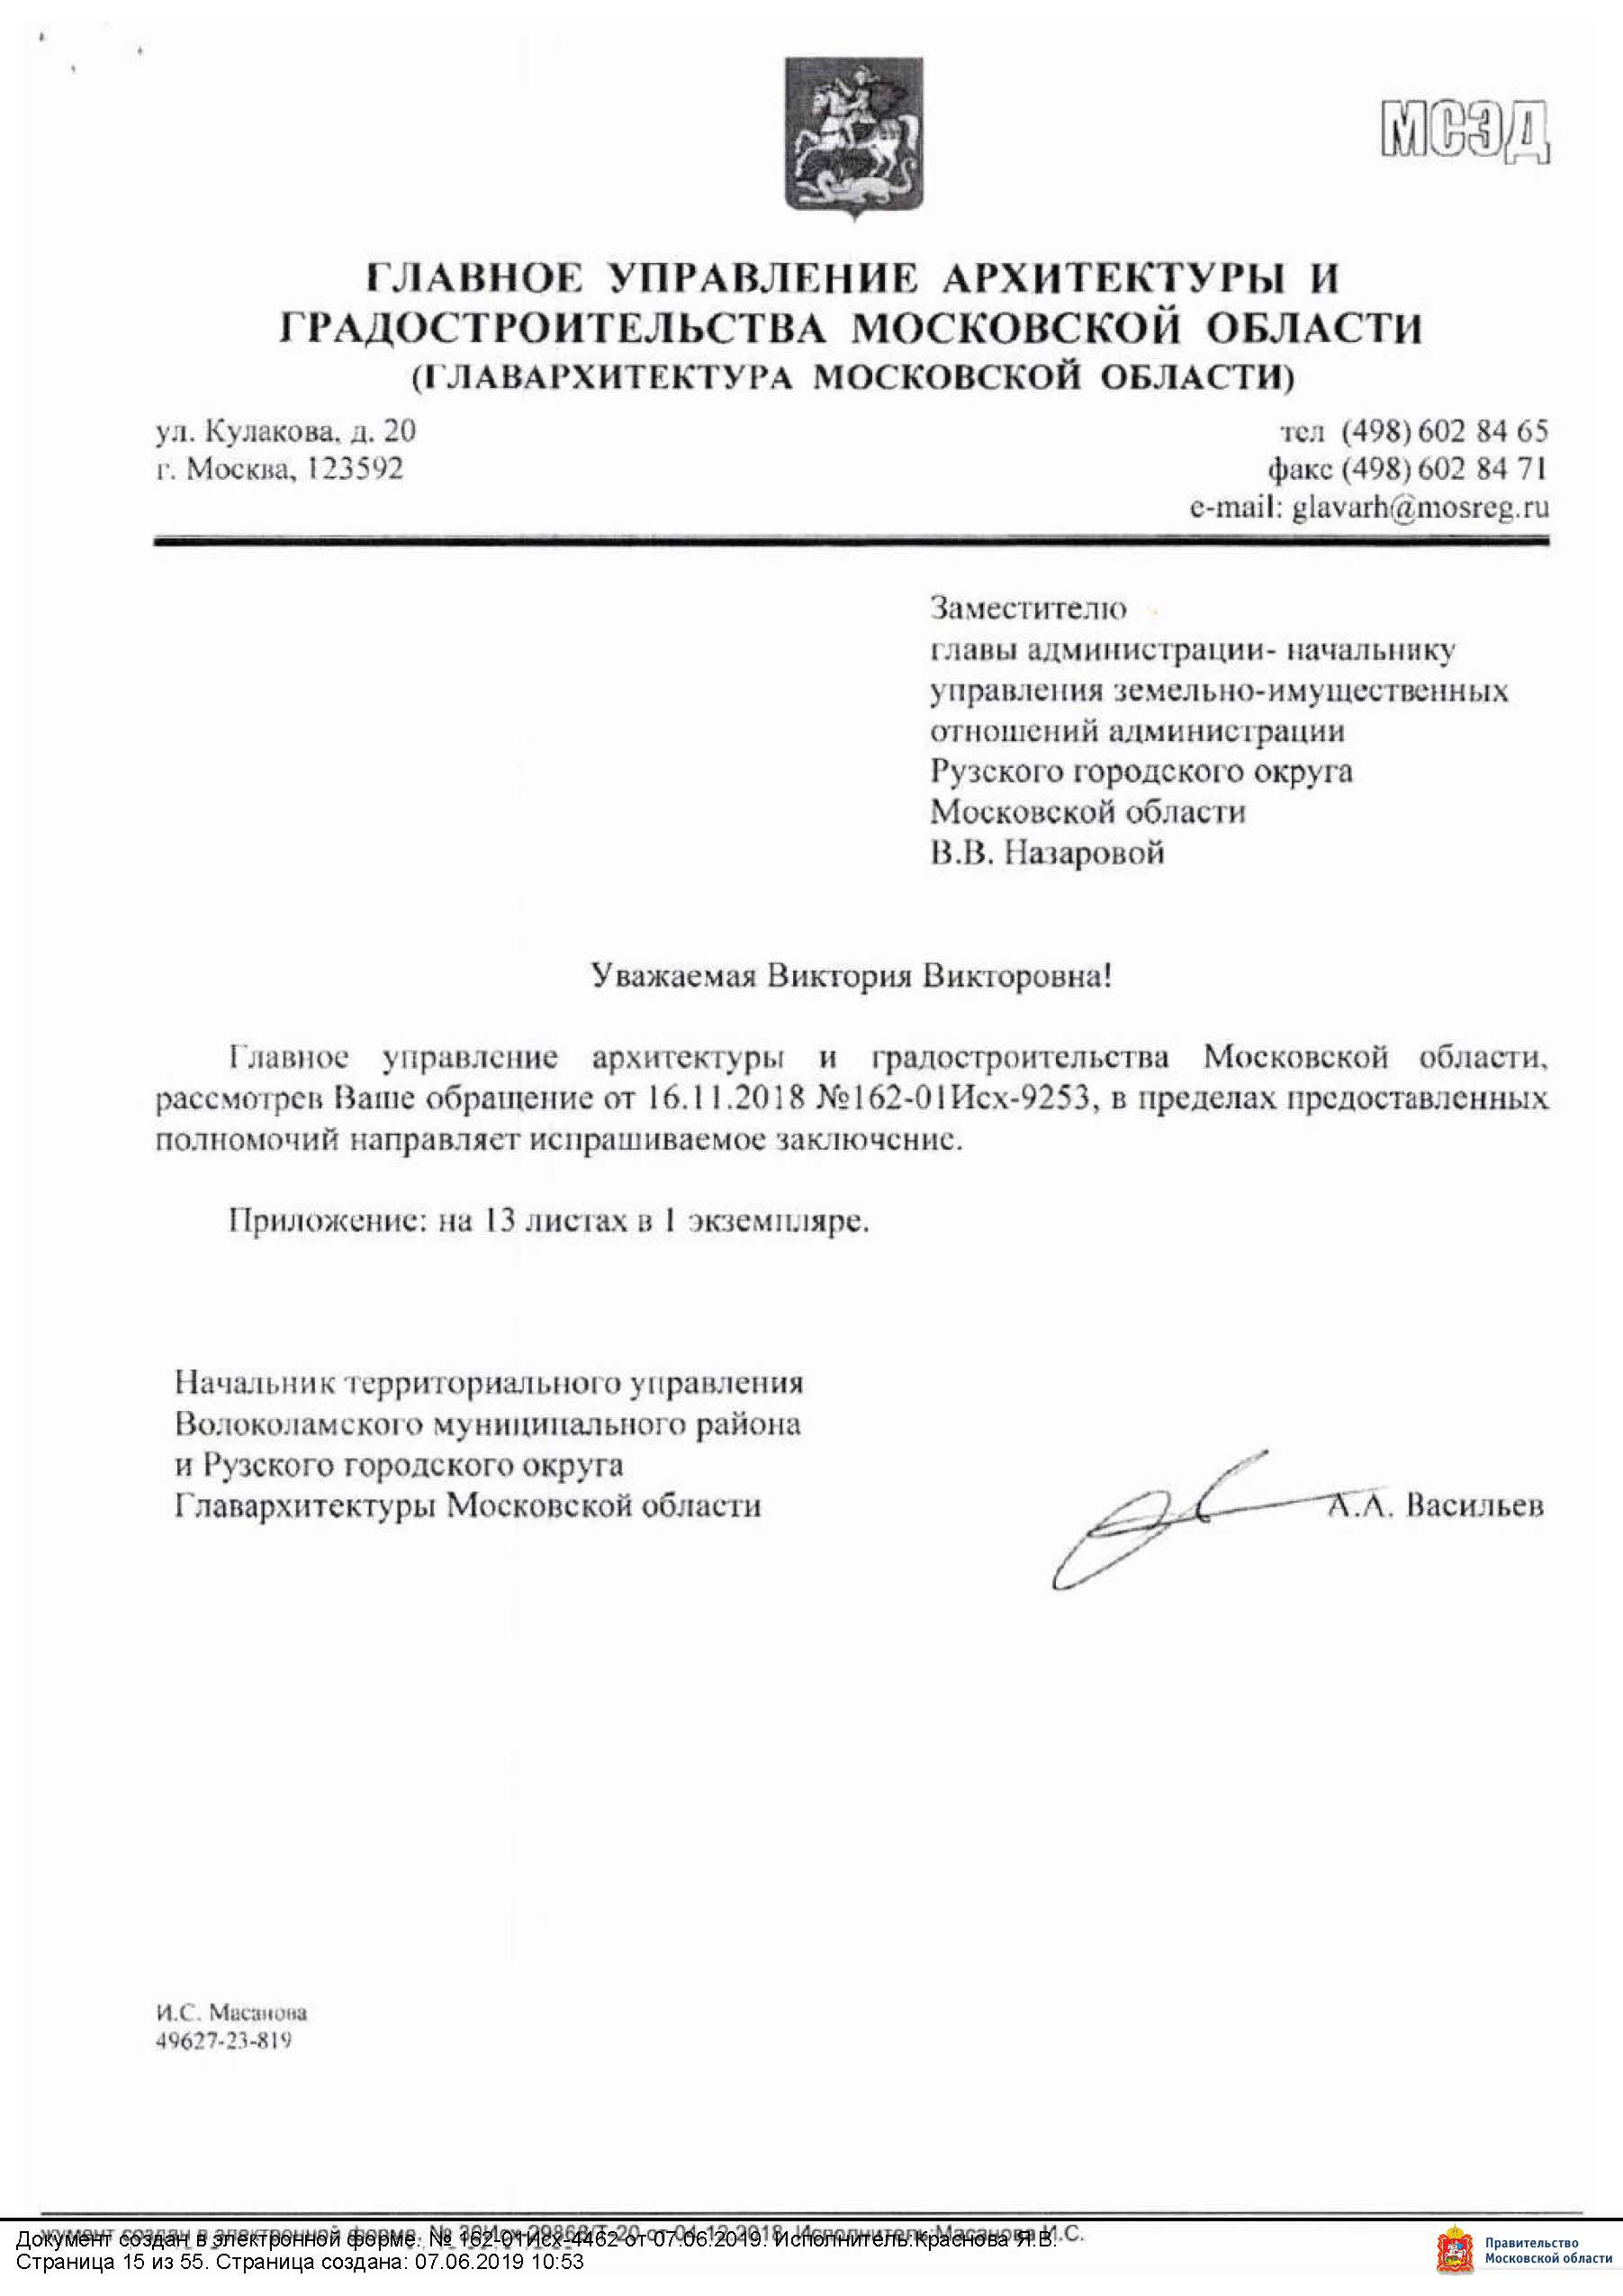 МСЭД
ГЛАВНОЕ УПРАВЛЕНИЕ АРХИТЕКТУРЫ И
ГРАДОСТРОИТЕЛЬСТВА МОСКОВСКОЙ ОБЛАСТИ
(ГЛАВАРХИТЕКТУРА МОСКОВСКОЙ ОБЛАСТИ)
ул. Кулакова, д. 20
г. Москва, 123592
тел (498) 602 84 65
факс (498) 602 84 71
e-mail: glavarh@mosreg.ru
Заместителю
главы администрации- начальнику
управления земельно-имущественных
отношений администрации
Рузского городского округа
Московской области
В.В. Назаровой
Уважаемая Виктория Викторовна!
Главное управление архитектуры и градостроительства Московской области,
рассмотрев Ваше обращение от 16.11.2018 №162-01Исх-9253, в пределах предоставленных
полномочий направляет испрашиваемое заключение.
Приложение: на 13 листах в 1 экземпляре.
Начальник территориального управления
Волоколамского муниципального района
и Рузского городского округа
Главархитектуры Московской области
А.А. Васильев
И.С. Масанова
49627-23-819
Документ создан в электронной форме. № 162-01Исх-4462 от 07.06.2019. Исполнитель:Краснова Я.В.
Страница 15 из 55. Страница создана: 07.06.2019 10:53
Правительство
Московской области